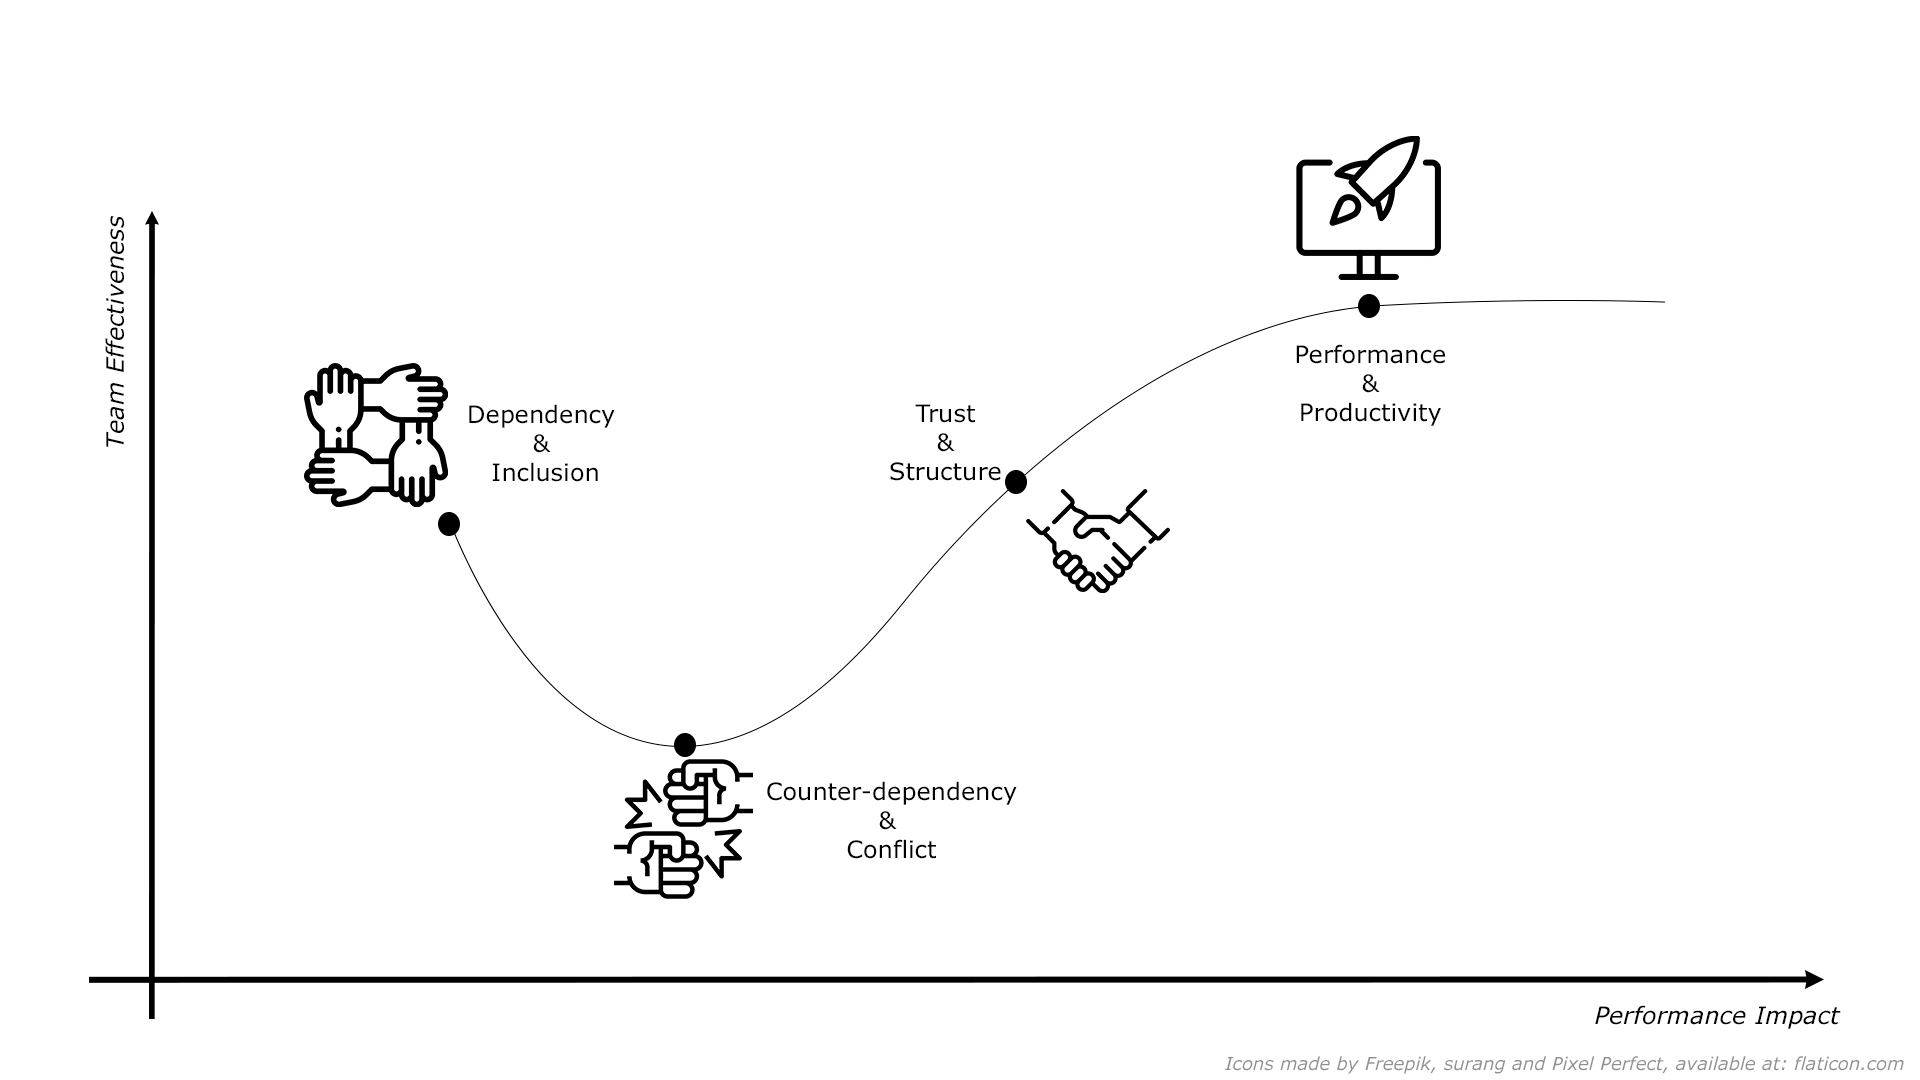 Team Effectiveness
Dependency
&
Inclusion
Counter-dependency
&
Conflict
Trust
&
Structure
Performance
&
Productivity
Performance Impact
Icons made by Freepik, surang and Pixel Perfect, available at: flaticon.com